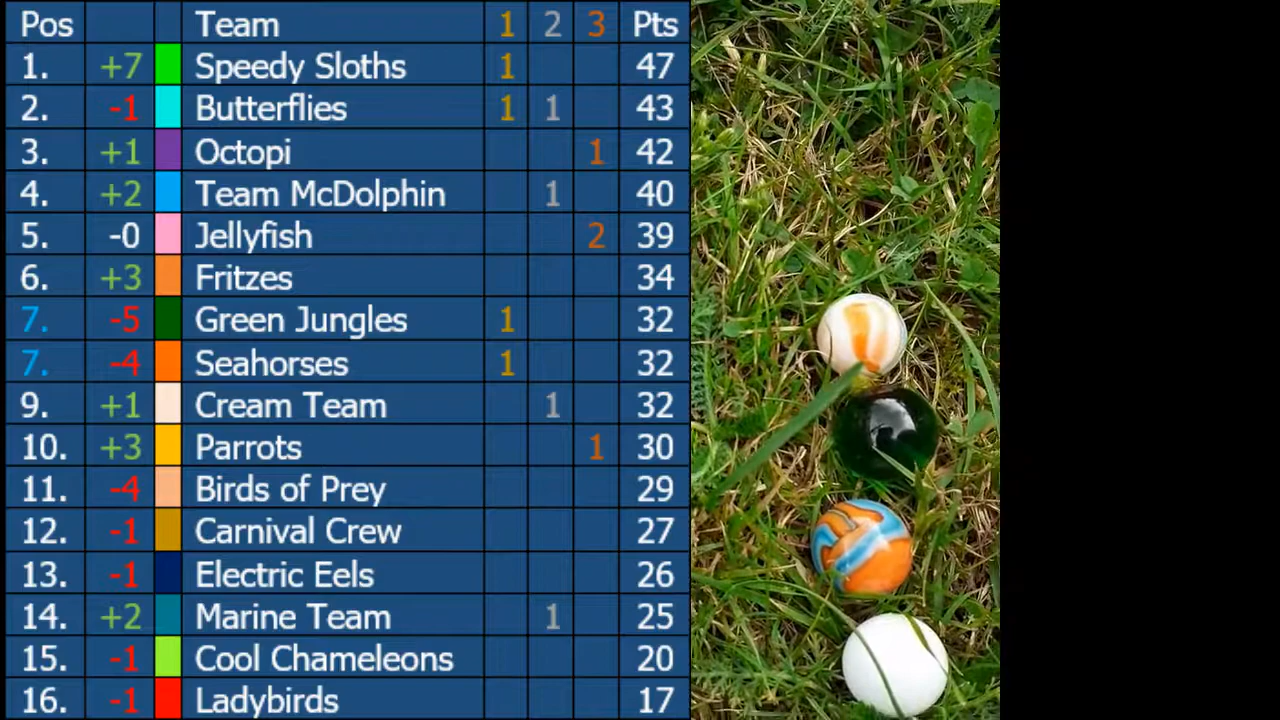 Pos Team 1 2 3 Pts
1. +7 Speedy Sloths 1 47
2. -1 Butterflies 1 1 43
3. +1 Octopi 1 42
4. +2 Team McDolphin 1 40
5. -0 Jellyfish 2 39
6. +3 Fritzes 34
7. -5 Green Jungles 1 32
7. -4 Seahorses 1 32
9. +1 Cream Team 1 32
10. +3 Parrots 1 30
11. -4 Birds of Prey 29
12. -1 Carnival Crew 27
13. -1 Electric Eels 26
14. +2 Marine Team 1 25
15. -1 Cool Chameleons 20
16. -1 Ladybirds 17